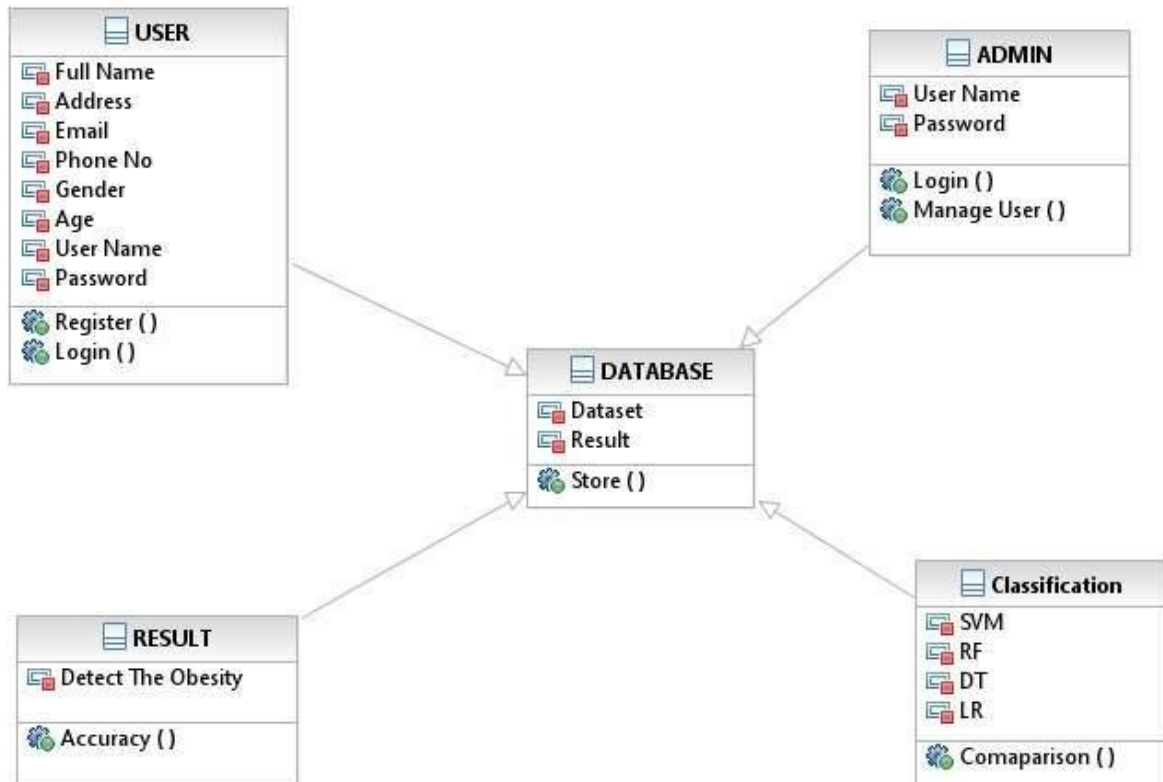 USER
Full Name
Address
Email
Phone No
Gender
Age
User Name
Password
Register ( )
Login ( )
ADMIN
User Name
Password
Login ( )
Manage User ( )
DATABASE
Dataset
Result
Store ( )
RESULT
Detect The Obesity
Accuracy ( )
Classification
SVM
RF
DT
LR
Comaparison ( )